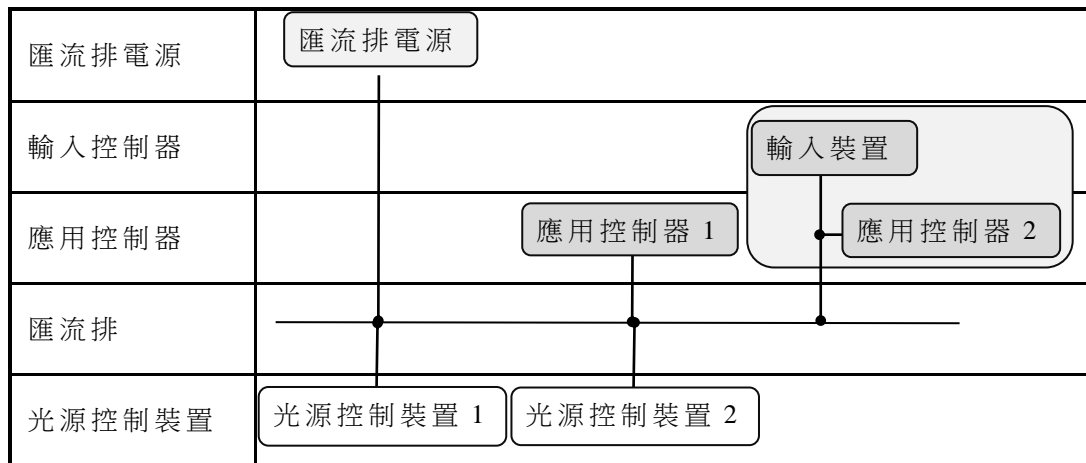 匯流排電源
匯流排電源
輸入控制器
輸入裝置
應用控制器
應用控制器 1
應用控制器 2
匯流排
光源控制裝置
光源控制裝置 1
光源控制裝置 2